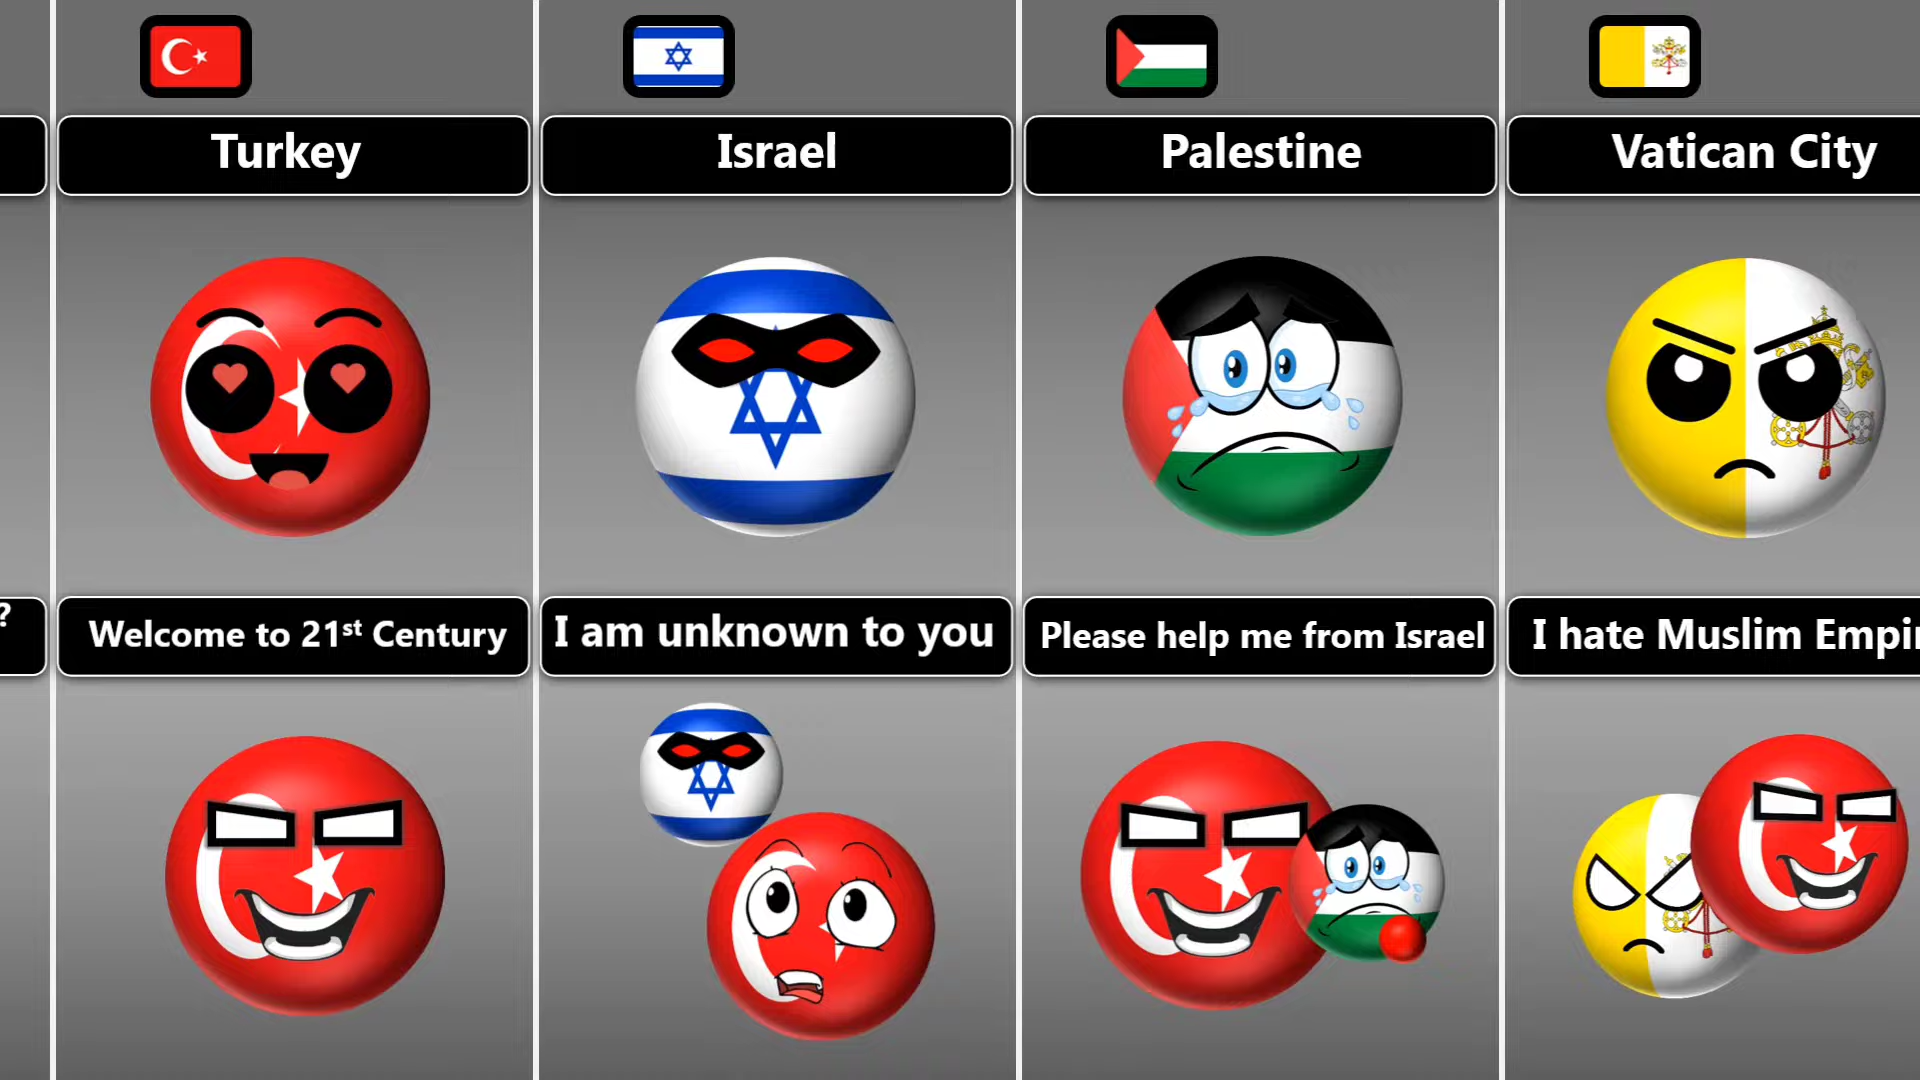 Turkey
Israel
Palestine
Vatican City
?
Welcome to 21st Century
I am unknown to you
Please help me from Israel
I hate Muslim